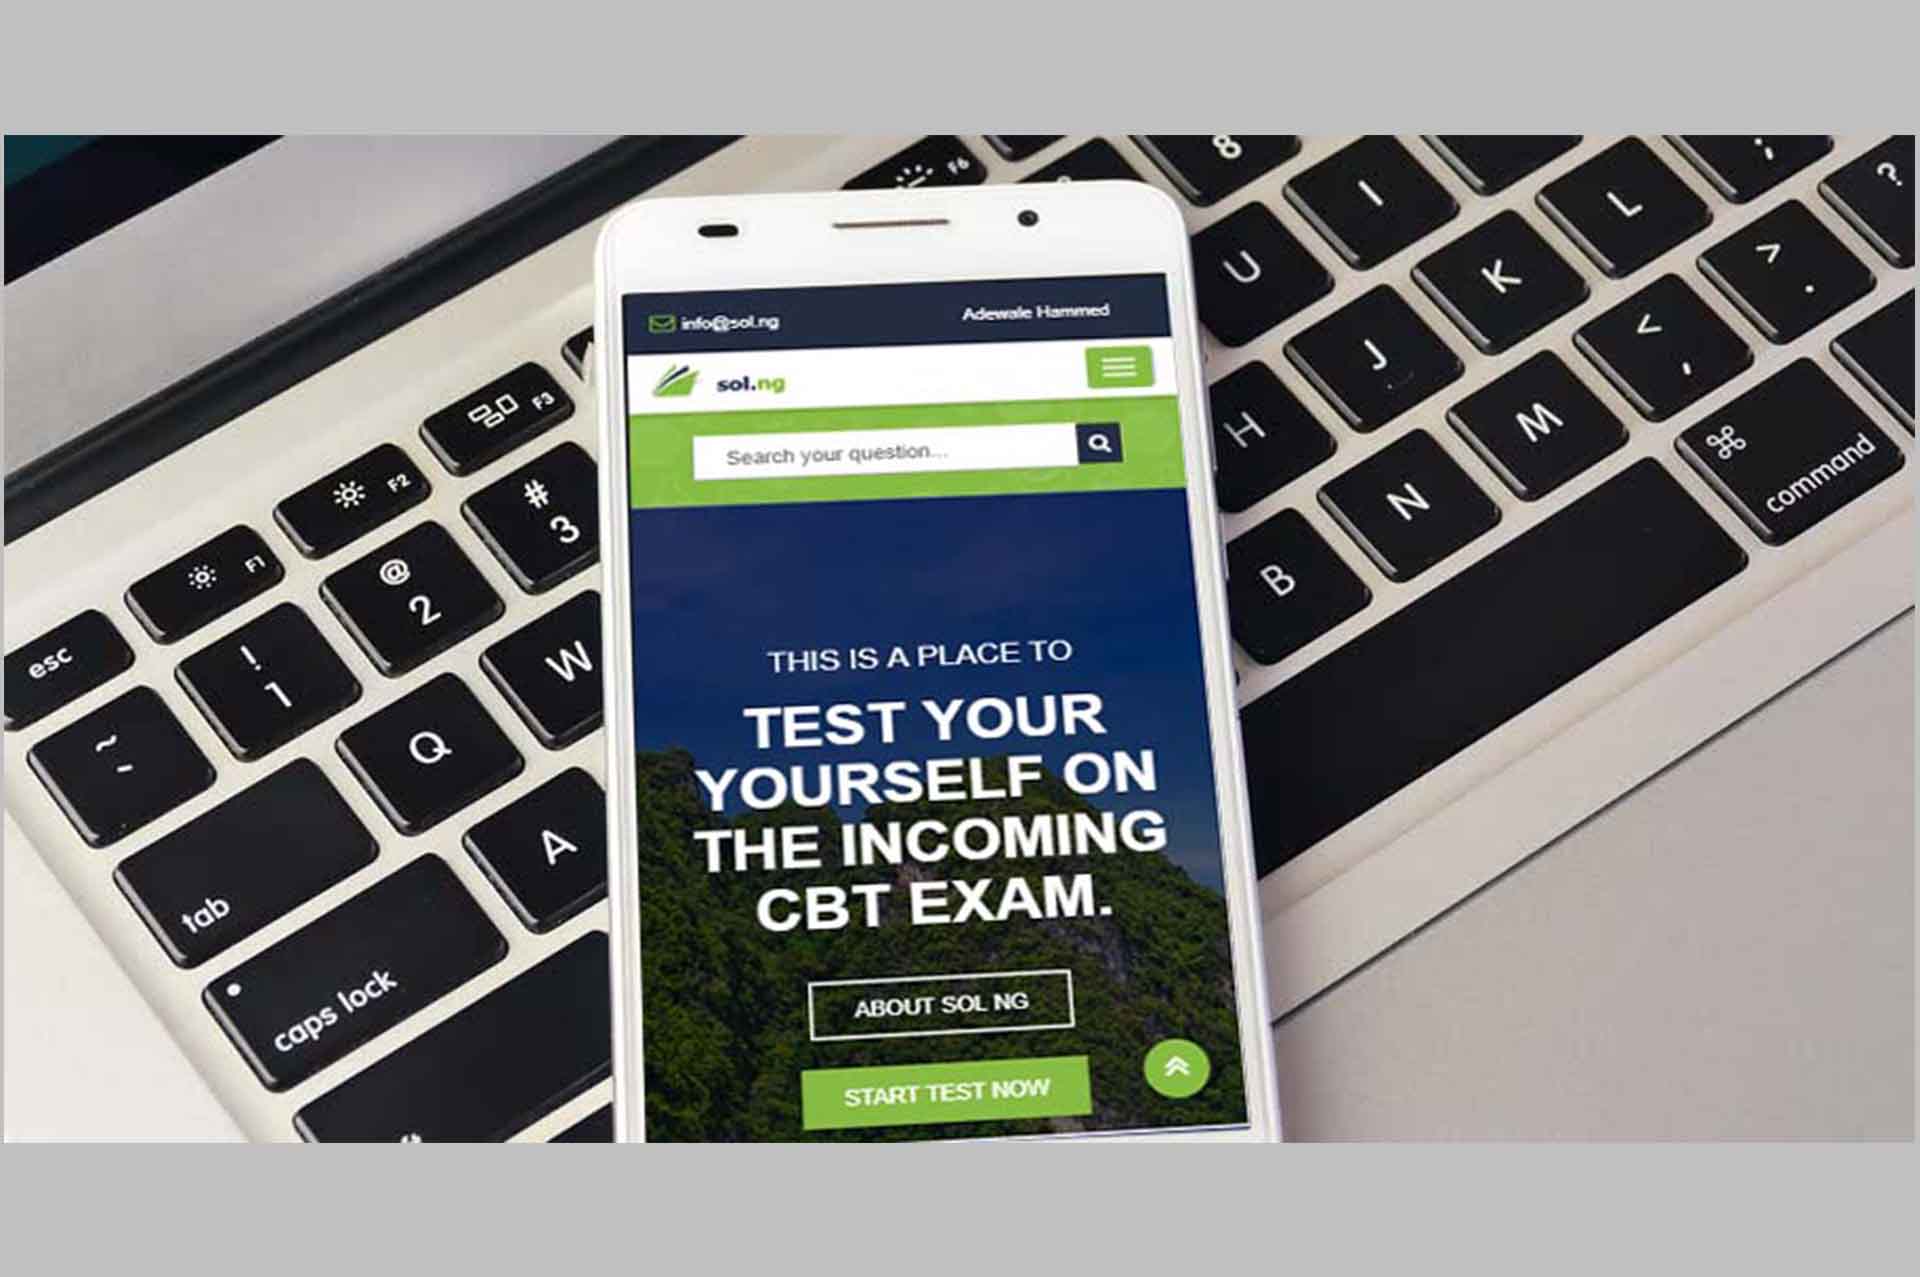 info@sol.ng
Adewale Hammed
sol.ng
Search your question...
THIS IS A PLACE TO
TEST YOUR
YOURSELF ON
THE INCOMING
CBT EXAM.
ABOUT SOL NG
START TEST NOW
esc
F1
F2
F3
F6
~
! 1
@ 2
# 3
8
Q
W
U
I
tab
A
H
J
K
L
;
caps lock
B
N
M
< ,
> .
?
⌘
command